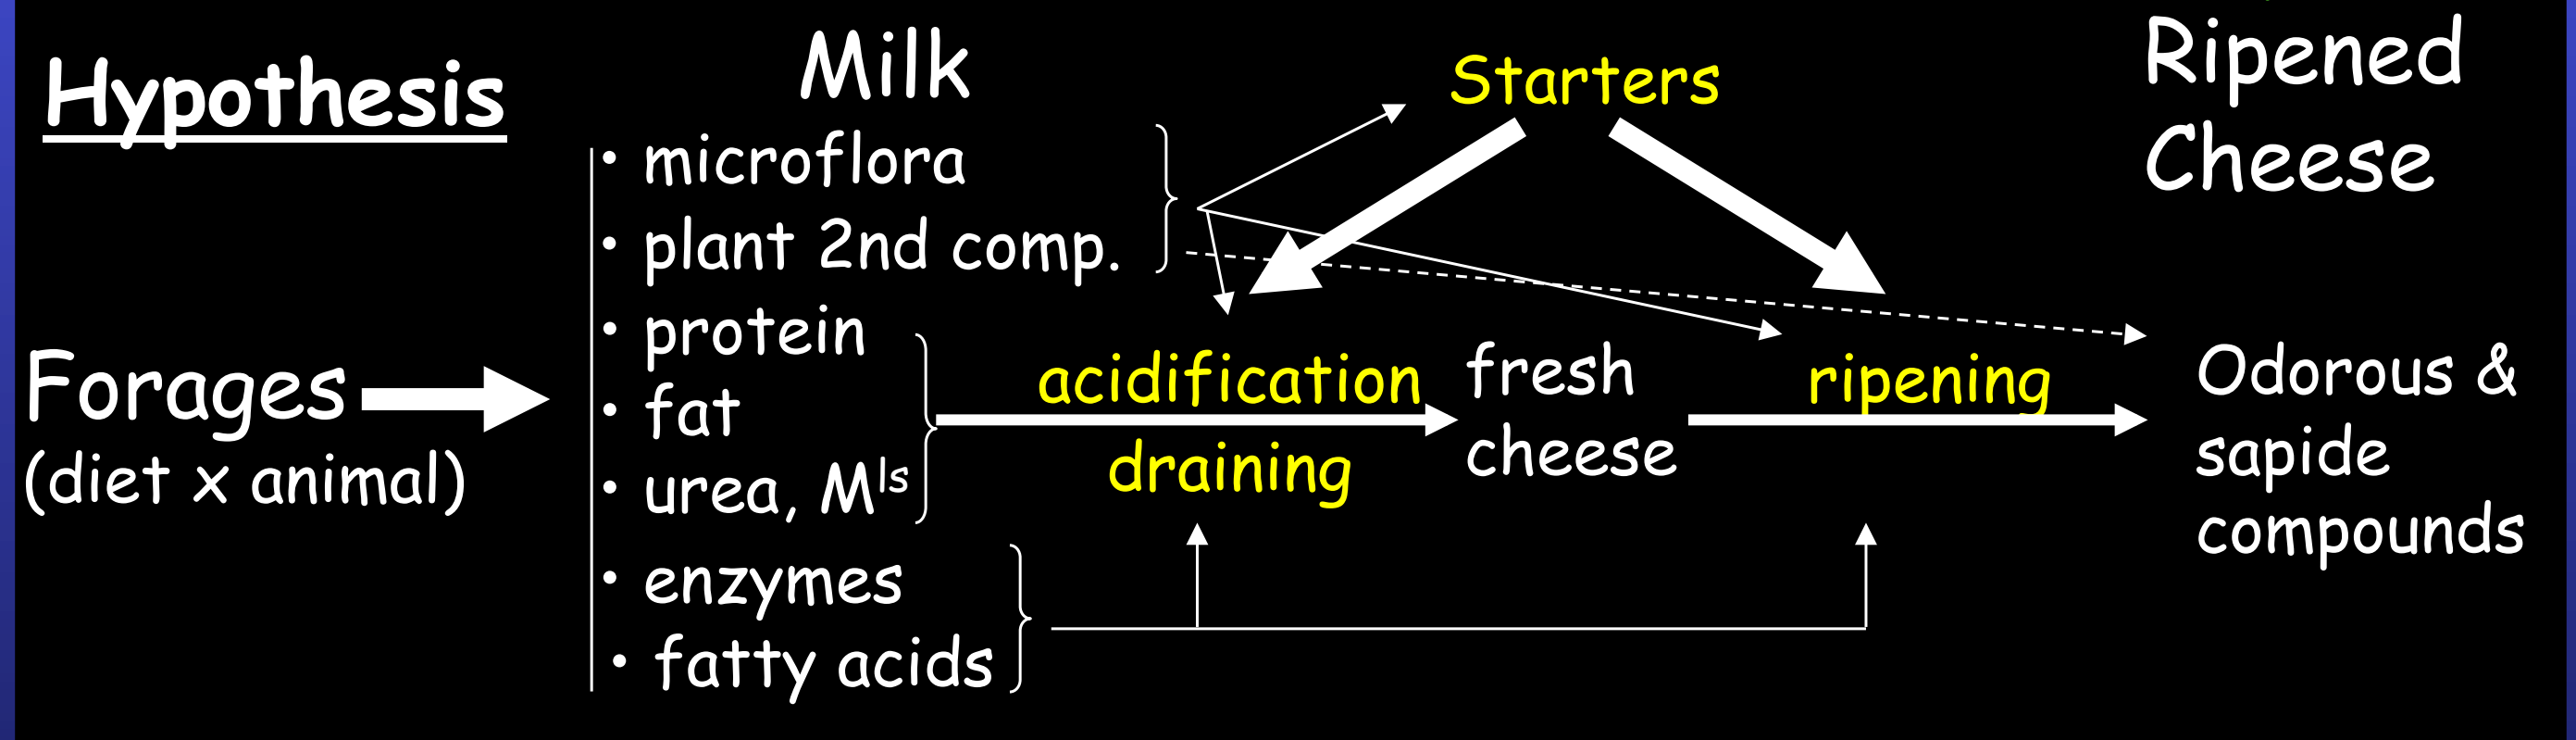 Hypothesis
Milk
• microflora
• plant 2nd comp.
• protein
• fat
• urea, Mls
• enzymes
• fatty acids
Forages
(diet x animal)
Starters
acidification
draining
fresh
cheese
ripening
Ripened
Cheese
Odorous &
sapide
compounds